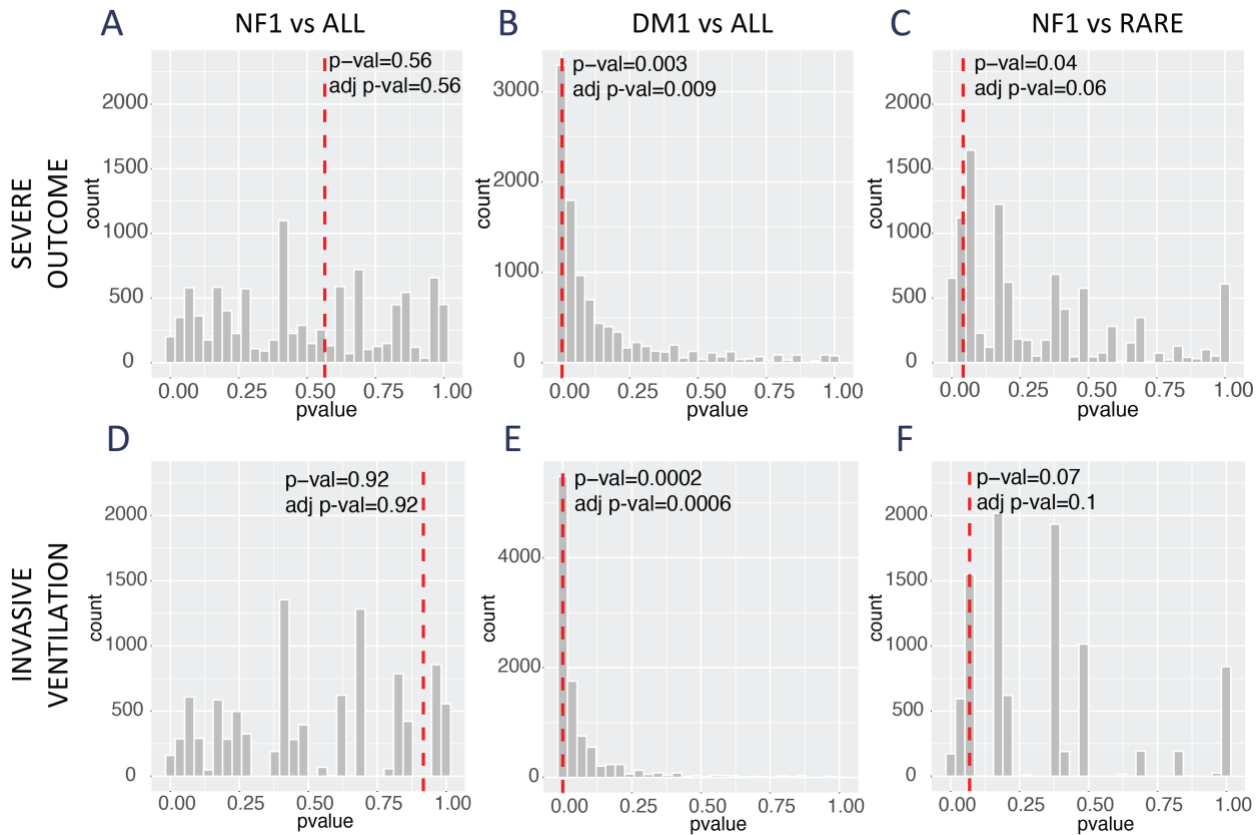 A NF1 vs ALL
B DM1 vs ALL
C NF1 vs RARE
SEVERE
OUTCOME
p-val=0.56
adj p-val=0.56
count
2000
1500
1000
500
0
0.00 0.25 0.50 0.75 1.00
pvalue
p-val=0.003
adj p-val=0.009
count
3000
3000
1000
0
0.00 0.25 0.50 0.75 1.00
pvalue
p-val=0.04
adj p-val=0.06
count
2000
1500
1000
500
0
0.00 0.25 0.50 0.75 1.00
pvalue
INVASIVE
VENTILATION
D
p-val=0.92
adj p-val=0.92
count
2000
1500
1000
500
0
0.00 0.25 0.50 0.75 1.00
pvalue
E
p-val=0.0002
adj p-val=0.0006
count
4000
2000
0
0.00 0.25 0.50 0.75 1.00
pvalue
F
p-val=0.07
adj p-val=0.1
count
2000
1500
1000
500
0
0.00 0.25 0.50 0.75 1.00
pvalue